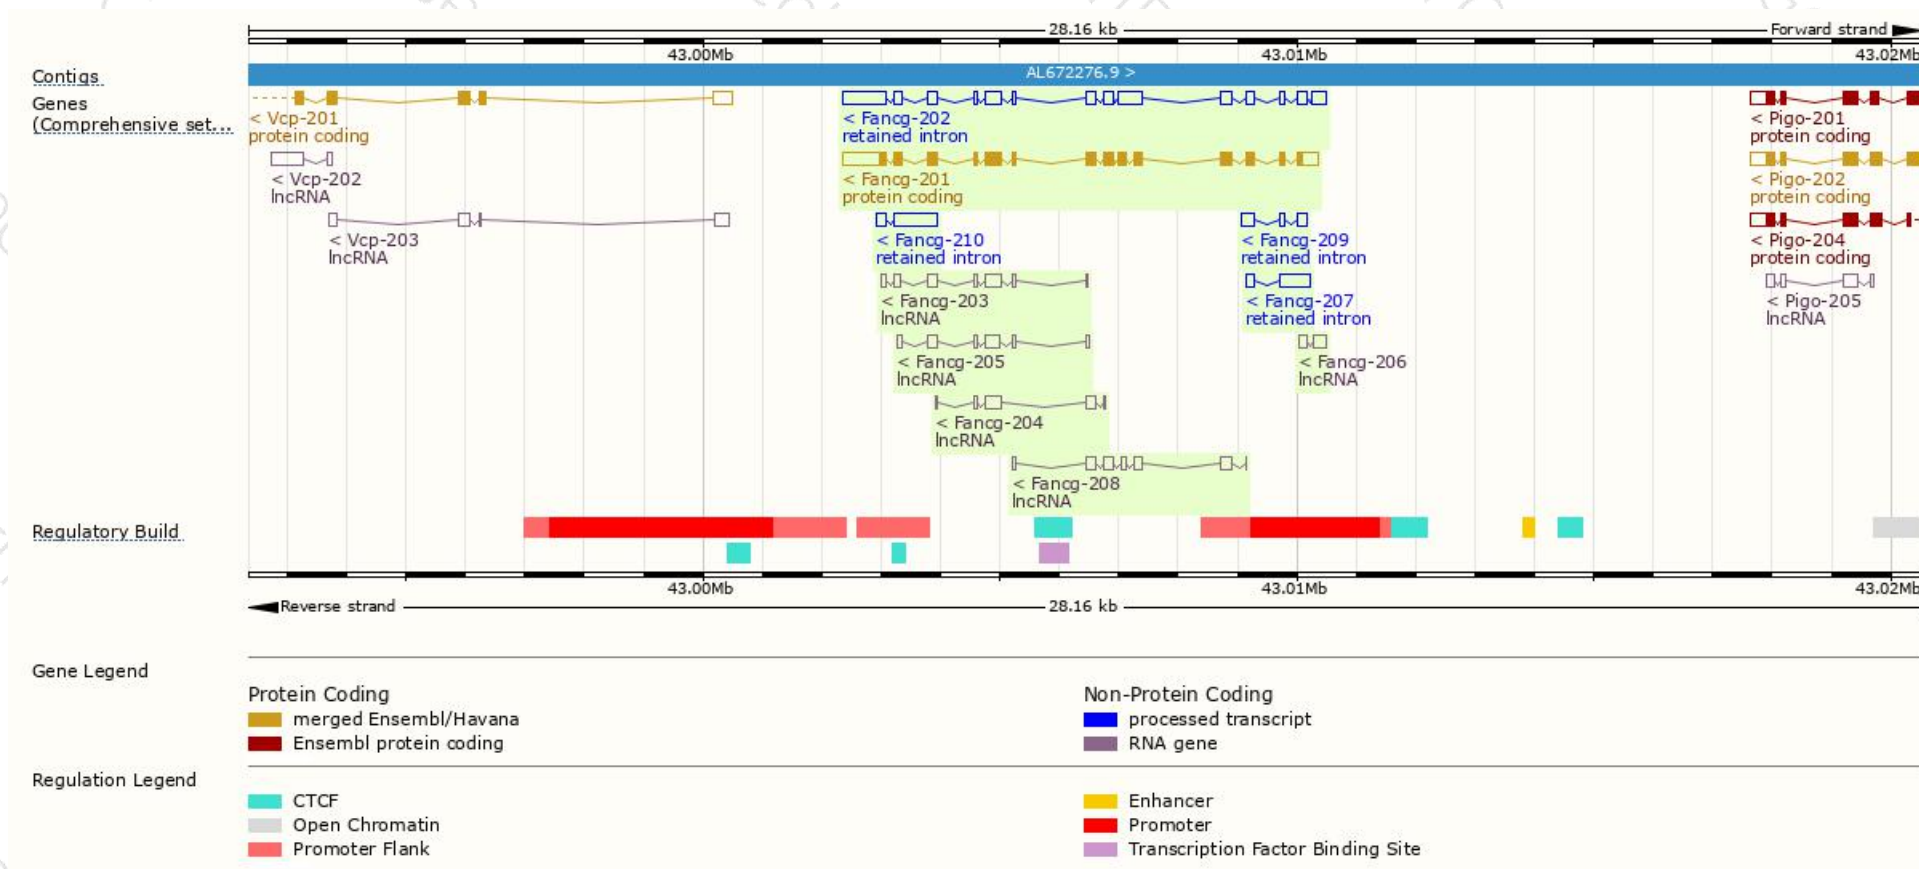 28.16 kb
Forward strand
43.00Mb 43.01Mb 43.02Mb
Contigs
AL672276.9 >
Genes
(Comprehensive set...
< Vcp-201
protein coding
< Fancg-202
retained intron
< Pigo-201
protein coding
< Vcp-202
lncRNA
< Fancg-201
protein coding
< Pigo-202
protein coding
< Vcp-203
lncRNA
< Fancg-210
retained intron
< Fancg-209
retained intron
< Pigo-204
protein coding
< Fancg-203
lncRNA
< Fancg-207
retained intron
< Pigo-205
lncRNA
< Fancg-205
lncRNA
< Fancg-206
lncRNA
< Fancg-204
lncRNA
< Fancg-208
lncRNA
Regulatory Build
43.00Mb 43.01Mb 43.02Mb
Reverse strand
28.16 kb
Gene Legend
Protein Coding
merged Ensembl/Havana
Ensembl protein coding
Non-Protein Coding
processed transcript
RNA gene
Regulation Legend
CTCF
Open Chromatin
Promoter Flank
Enhancer
Promoter
Transcription Factor Binding Site